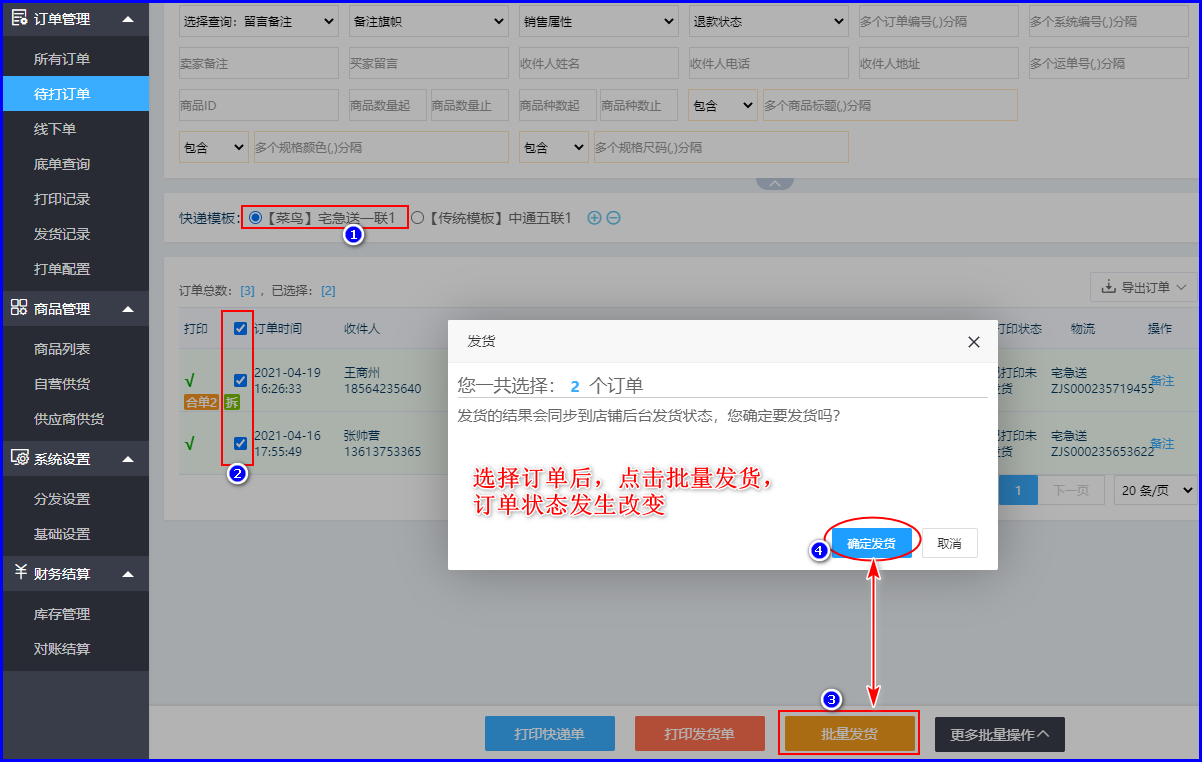 订单管理
所有订单
待打订单
线下单
底单查询
打印记录
发货记录
打单配置
商品管理
商品列表
自营供货
供应商供货
系统设置
分发设置
基础设置
财务结算
库存管理
对账结算
选择查询：留言备注 备注旗帜 销售属性 退款状态 多个订单编号(,)分隔 多个系统编号(,)分隔
卖家备注 买家留言 收件人姓名 收件人电话 收件人地址 多个运单号(,)分隔
商品ID 商品数量起 商品数量止 商品种数起 商品种数止 包含 多个商品标题(,)分隔
包含 多个规格颜色(,)分隔 包含 多个规格尺码(,)分隔
快递模板: 【菜鸟】宅急送一联1 【传统模板】中通五联1
1
订单总数: [3] , 已选择: [2] 导出订单
打印 订单时间 收件人 打印状态 物流 操作
√ 2021-04-19 16:26:33 王商州 18564235640 已打印未发货 宅急送 ZJS000235719455 备注
合单2 拆
√ 2021-04-16 17:55:49 张帅营 13613753365 已打印未发货 宅急送 ZJS000235653622 备注
2
1 下一页 20 条/页
发货
您一共选择： 2 个订单
发货的结果会同步到店铺后台发货状态，您确定要发货吗?
选择订单后，点击批量发货，
订单状态发生改变
4 确定发货 取消
3
打印快递单 打印发货单 批量发货 更多批量操作